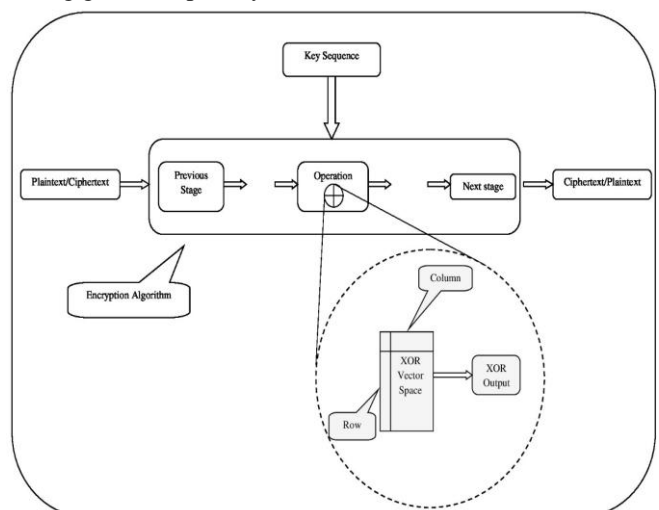 Key Sequence
Plaintext/Ciphertext
Previous
Stage
Operation
Next stage
Ciphertext/Plaintext
Encryption Algorithm
Column
XOR
Vector
Space
XOR
Output
Row